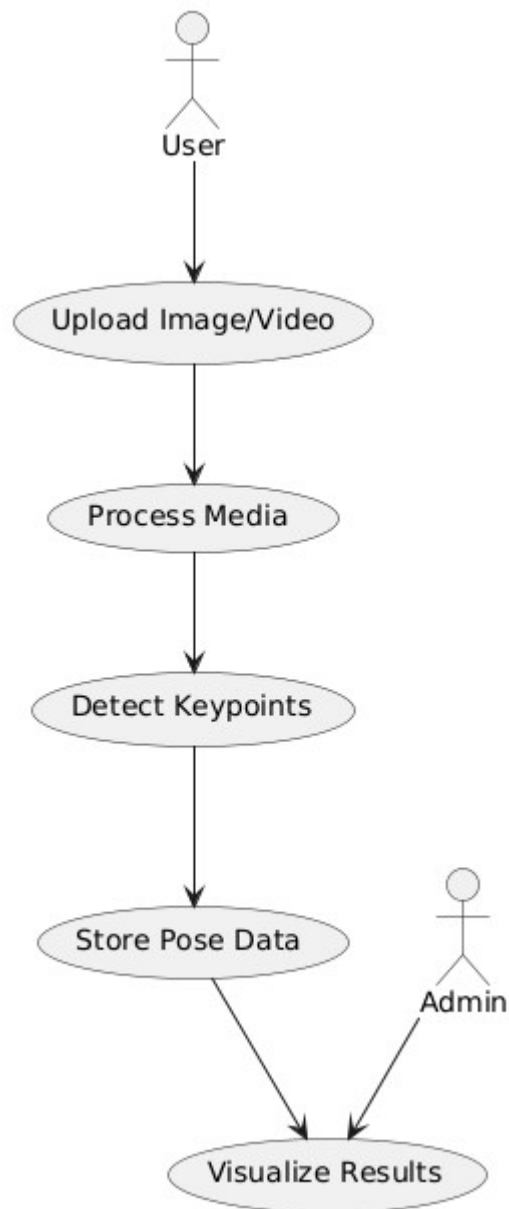 User
Upload Image/Video
Process Media
Detect Keypoints
Store Pose Data
Admin
Visualize Results